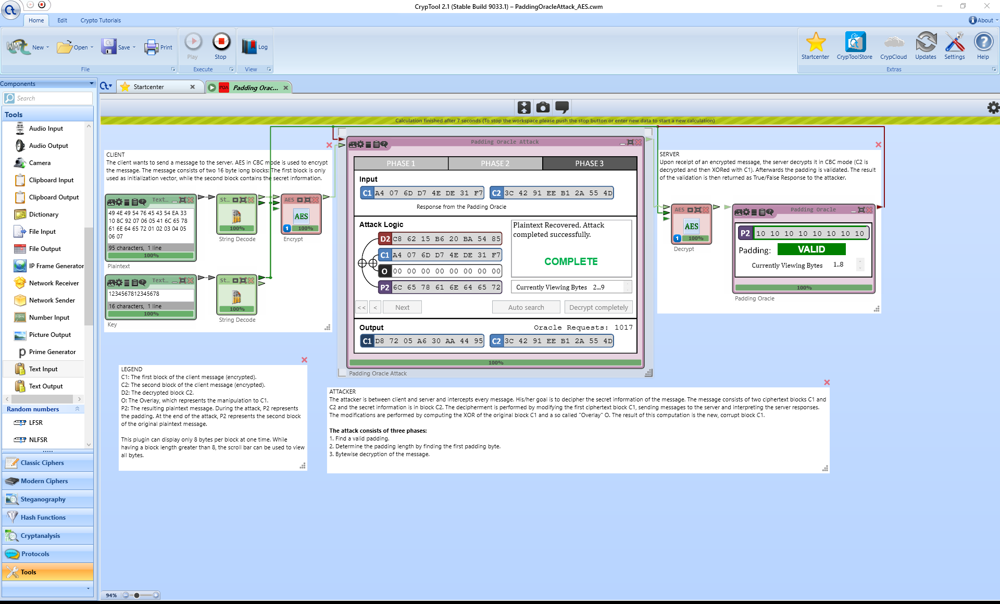 CrypTool 2.1 (Stable Build 9033.1) – PaddingOracleAttack_AES.cwm
Home Edit Crypto Tutorials
About
New Open Save Print
Play Stop
Log
Startcenter CrypToolStore CrypCloud Updates Settings Help
File
Execute
View
Extras
Components
Startcenter
Padding Orac...
Search
Tools
Audio Input
Audio Output
Camera
Clipboard Input
Clipboard Output
Dictionary
File Input
File Output
IP Frame Generator
Network Receiver
Network Sender
Number Input
Picture Output
Prime Generator
Text Input
Text Output
Random numbers
LFSR
NLFSR
Classic Ciphers
Modern Ciphers
Steganography
Hash Functions
Cryptanalysis
Protocols
Tools
94%
Calculation finished after 7 seconds (To stop the workspace please push the stop button or enter new data to start a new calculation)
CLIENT
The client wants to send a message to the server. AES in CBC mode is used to encrypt
the message. The message consists of two 16 byte long blocks: The first block is only
used as initialization vector, while the second block contains the secret information.
Text...
49 4E 49 54 76 45 43 54 EA 33
10 8C 92 07 06 05 41 6C 65 78
61 6E 64 65 72 01 02 03 04 05
06 07
95 characters, 1 line
100%
Plaintext
St...
100%
String Decode
AES
AES
1 100%
Encrypt
Text...
1234567812345678
16 characters, 1 line
100%
Key
St...
100%
String Decode
Padding Oracle Attack
PHASE 1 PHASE 2 PHASE 3
Input
C1 A4 07 6D D7 4E DE 31 F7 C2 3C 42 91 EE B1 2A 55 4D
Response from the Padding Oracle
Attack Logic
D2 C8 62 15 B6 20 BA 54 85
C1 A4 07 6D D7 4E DE 31 F7
O 00 00 00 00 00 00 00 00
P2 6C 65 78 61 6E 64 65 72
Plaintext Recovered. Attack
completed successfully.
COMPLETE
Currently Viewing Bytes 2...9
<< < Next Auto search Decrypt completely
Output Oracle Requests: 1017
C1 D8 72 05 A6 30 AA 44 95 C2 3C 42 91 EE B1 2A 55 4D
100%
Padding Oracle Attack
SERVER
Upon receipt of an encrypted message, the server decrypts it in CBC mode (C2 is
decrypted and then XORed with C1). Afterwards the padding is validated. The result
of the validation is then returned as True/False Response to the attacker.
AES
AES
1 100%
Decrypt
Padding Oracle
P2 10 10 10 10 10 10 10 10
Padding: VALID
Currently Viewing Bytes 1..8
100%
Padding Oracle
LEGEND
C1: The first block of the client message (encrypted).
C2: The second block of the client message (encrypted).
D2: The decrypted block C2.
O: The Overlay, which represents the manipulation to C1.
P2: The resulting plaintext message. During the attack, P2 represents
the padding. At the end of the attack, P2 represents the second block
of the original plaintext message.
This plugin can display only 8 bytes per block at one time. While
having a block length greater than 8, the scroll bar can be used to view
all bytes.
ATTACKER
The attacker is between client and server and intercepts every message. His/her goal is to decipher the secret information of the message. The message consists of two ciphertext blocks C1 and
C2 and the secret information is in block C2. The decipherment is performed by modifying the first ciphertext block C1, sending messages to the server and interpreting the server responses.
The modifications are performed by computing the XOR of the original block C1 and a so called "Overlay" O. The result of this computation is the new, corrupt block C1.
The attack consists of three phases:
1. Find a valid padding.
2. Determine the padding length by finding the first padding byte.
3. Bytewise decryption of the message.